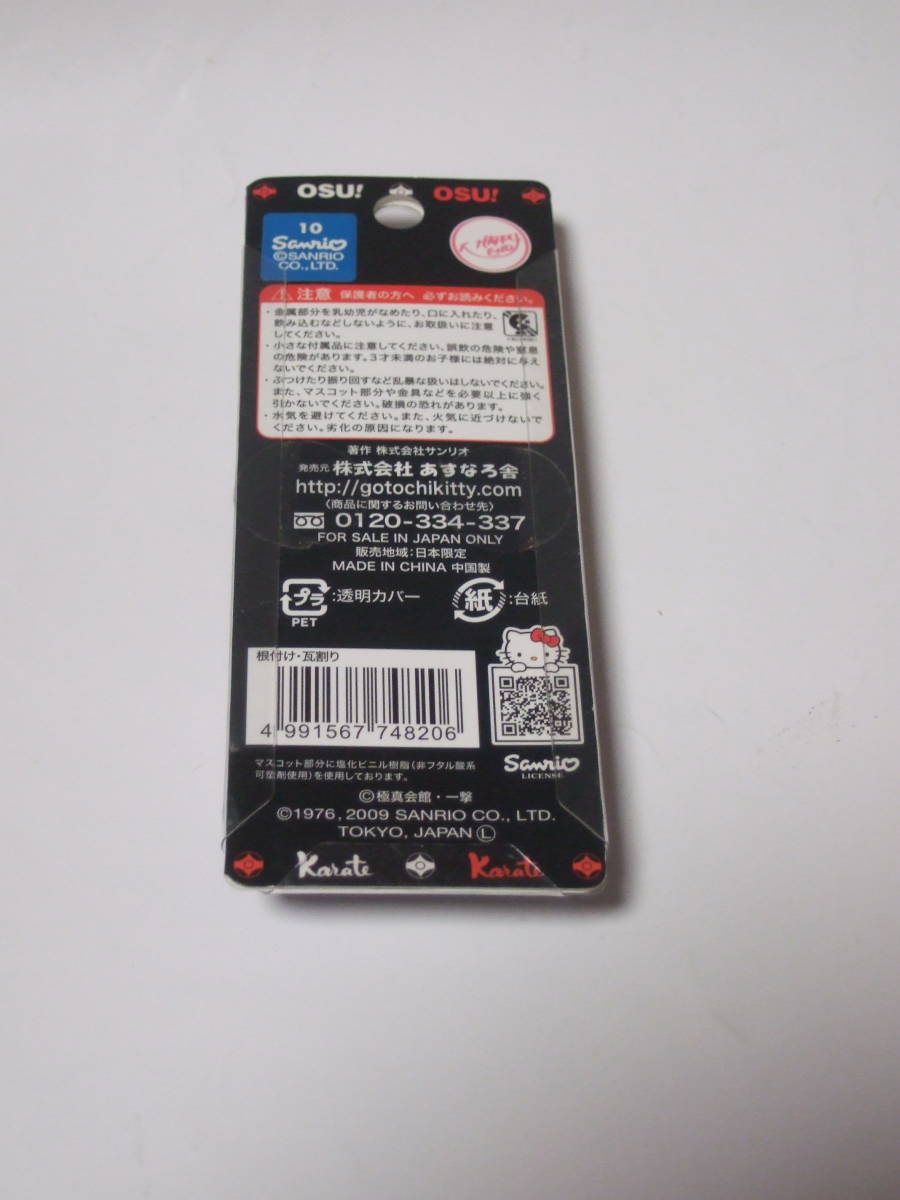 OSU! OSU!
10
Sanrio
©SANRIO
CO.,LTD.
注意 保護者の方へ 必ずお読みください。
・金属部分を乳幼児がなめたり、口に入れたり、
飲み込むなどしないように、お取扱いに注意
してください。
・小さな付属品に注意してください。誤飲の危険や窒息
の危険があります。3才未満のお子様には絶対に与え
ないでください。
・ぶつけたり振り回すなど乱暴な扱いはしないでください。
また、マスコット部分や金具などを必要以上に強く
引かないでください。破損の恐れがあります。
・水気を避けてください。また、火気に近づけないで
ください。劣化の原因になります。
著作 株式会社サンリオ
発売元 株式会社 あすなろ舎
http://gotochikitty.com
〈商品に関するお問い合わせ先〉
0120-334-337
FOR SALE IN JAPAN ONLY
販売地域:日本限定
MADE IN CHINA 中国製
プラ :透明カバー 紙 :台紙
PET
根付け・瓦割り
4 991567 748206
Sanrio
LICENSE
マスコット部分に塩化ビニル樹脂(非フタル酸系
可塑剤使用)を使用しております。
©極真会館・一撃
©1976, 2009 SANRIO CO., LTD.
TOKYO, JAPAN Ⓛ
Karate Karate